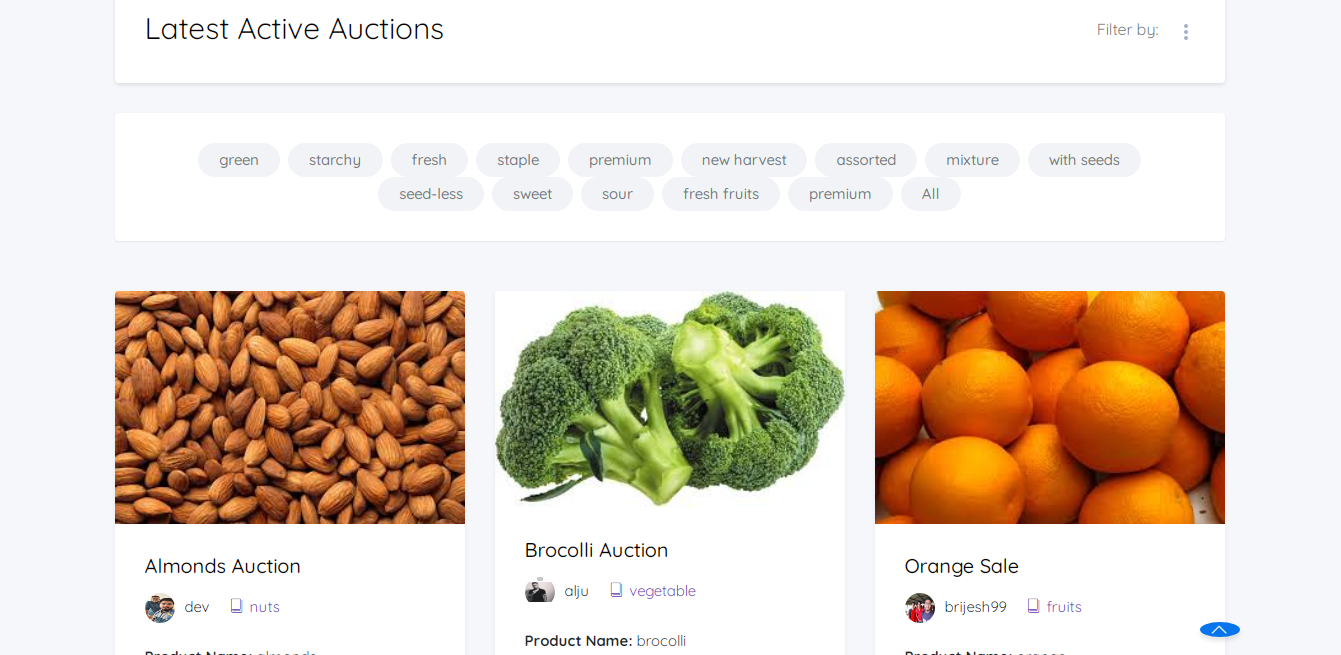 Latest Active Auctions
Filter by:
green starchy fresh staple premium new harvest assorted mixture with seeds
seed-less sweet sour fresh fruits premium All
Almonds Auction
dev nuts
Product Name: almonds
Brocolli Auction
alju vegetable
Product Name: brocolli
Orange Sale
brijesh99 fruits
Product Name: orange